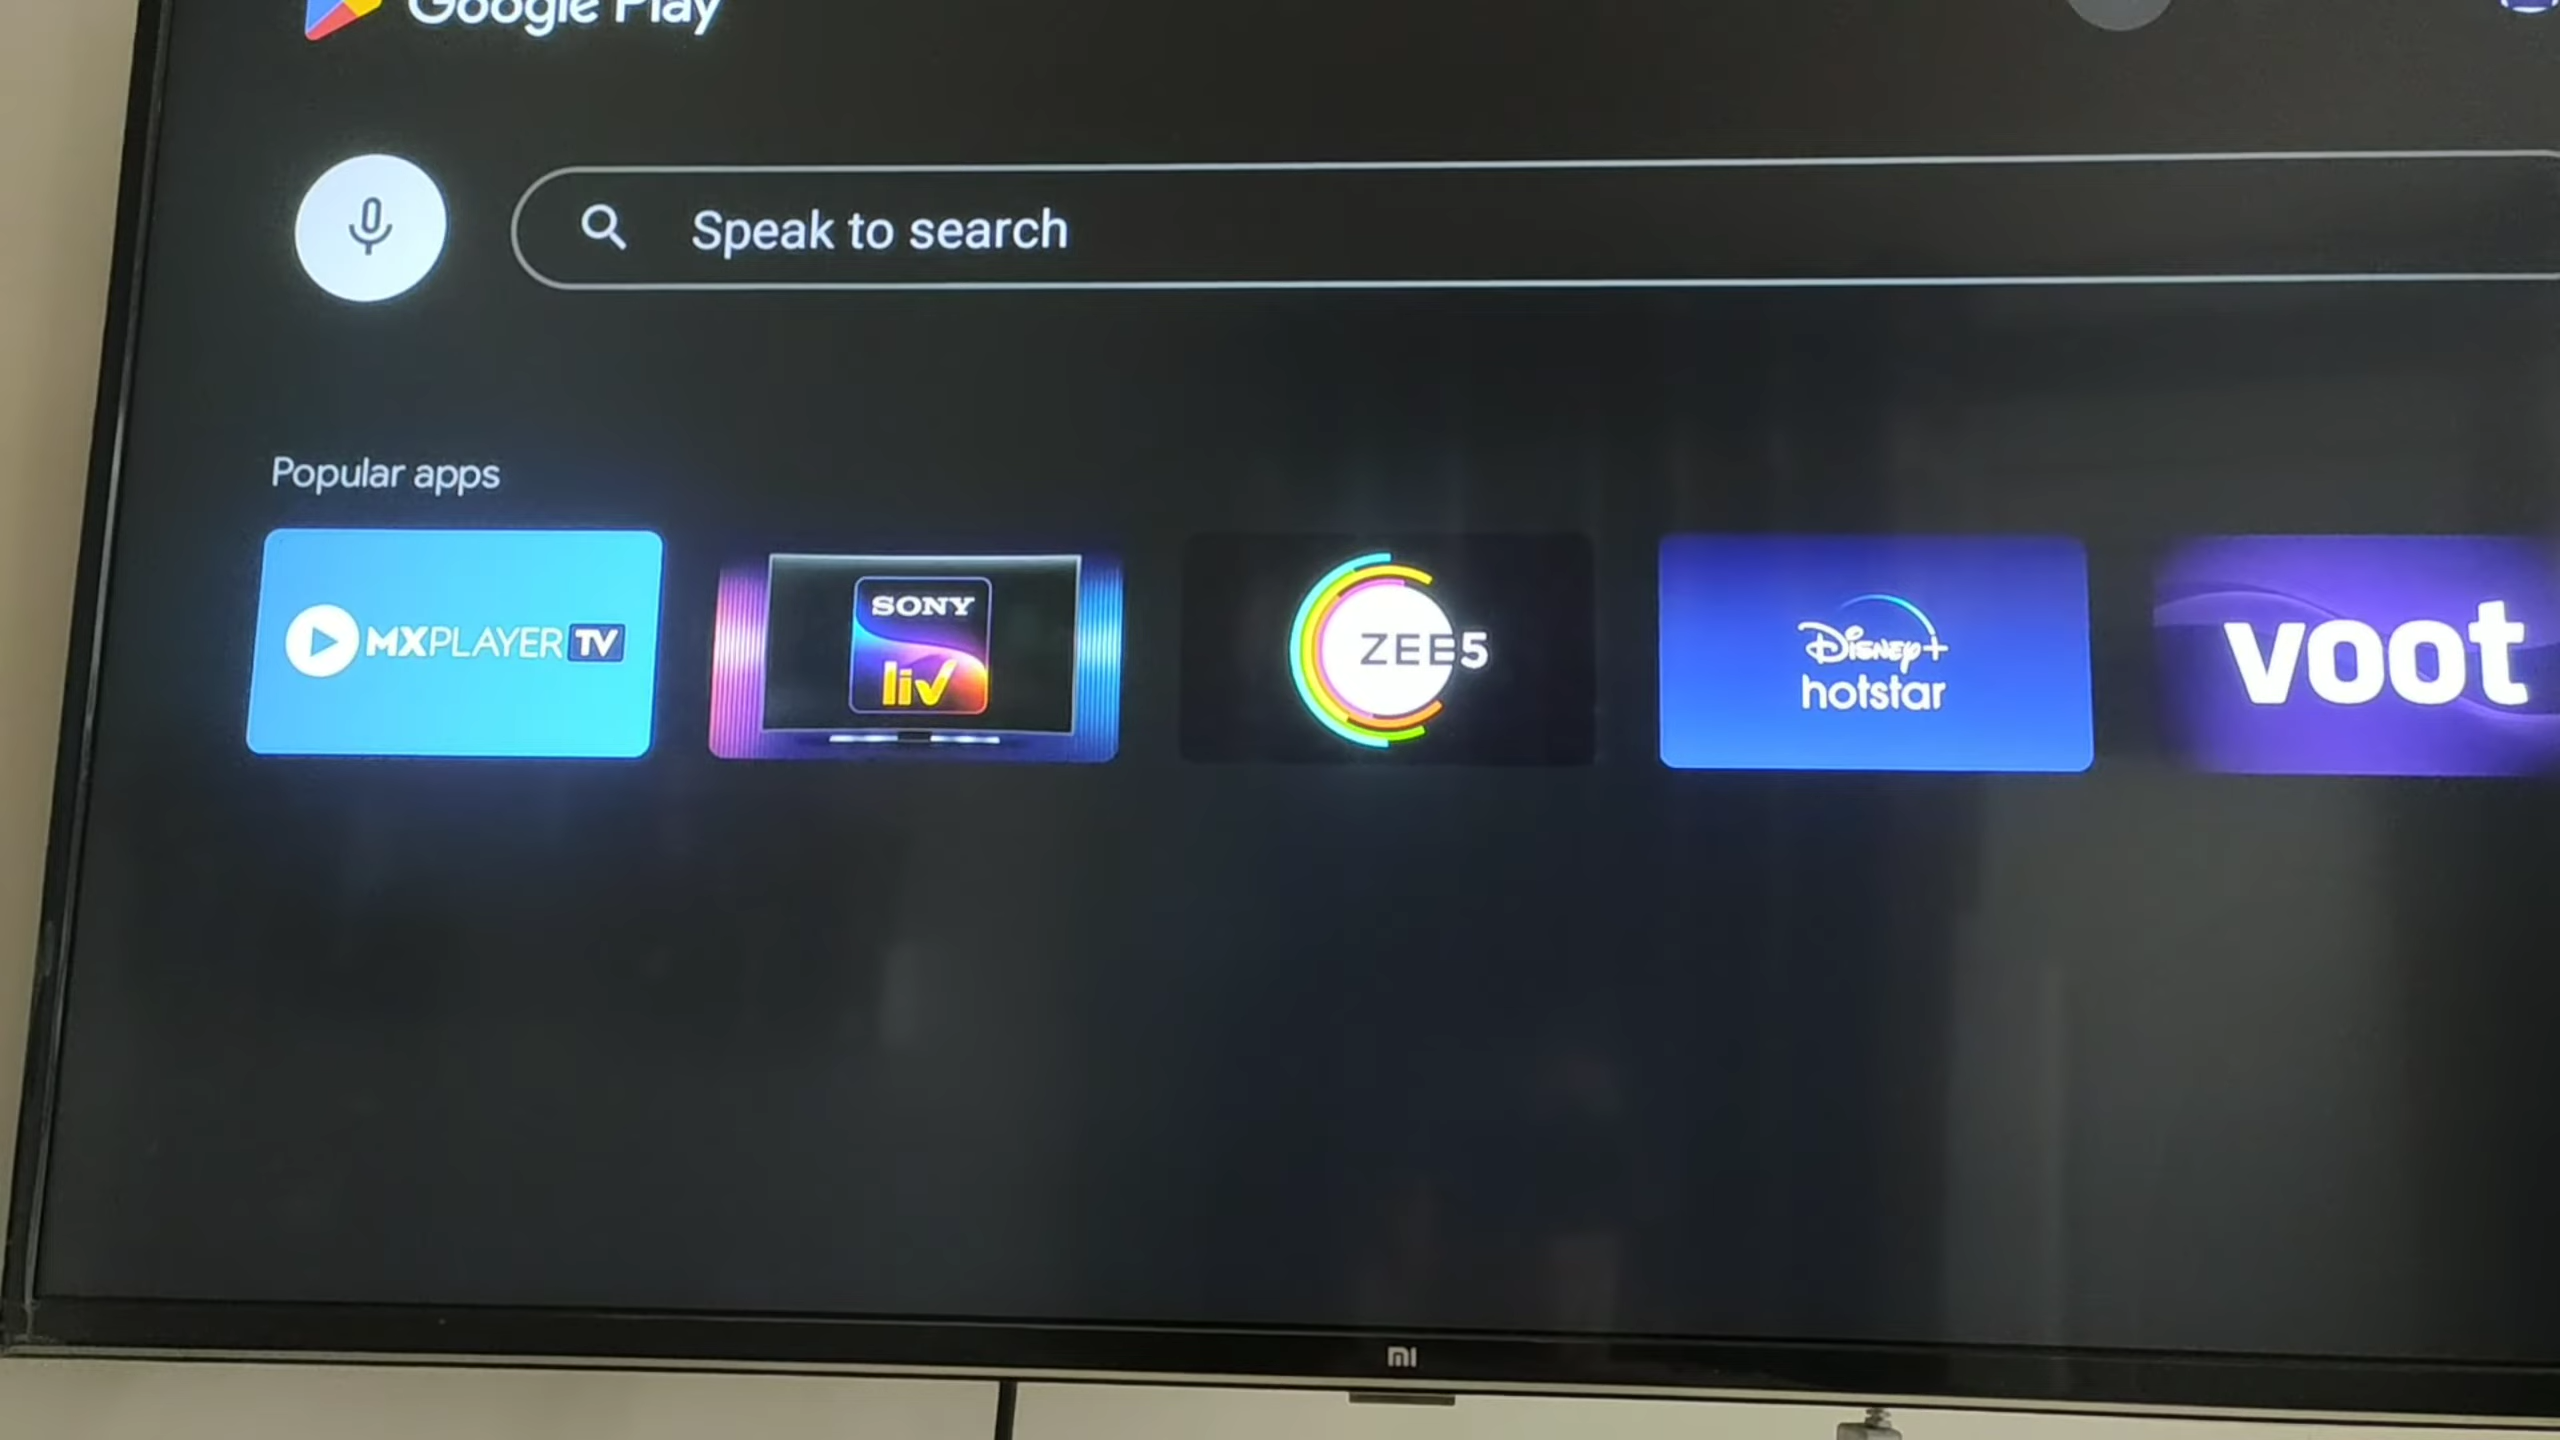 Google Play
Speak to search
Popular apps
MXPLAYER TV
SONY
liv
ZEE5
Disney+
hotstar
voot
mi